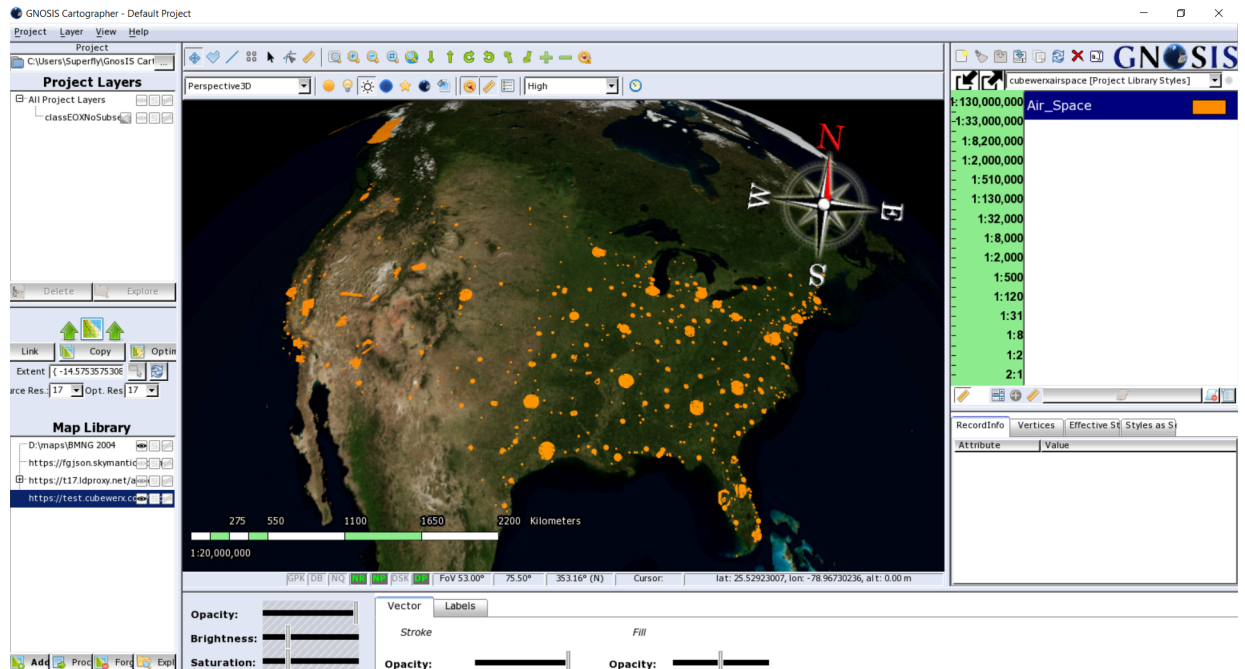 GNOSIS Cartographer - Default Project
Project Layer View Help
Project
C:\Users\Superfly\GnosIS Cart ...
Project Layers
All Project Layers
classEOXNoSubse
Delete Explore
Link Copy Optin
Extent { -14.5753575308
urce Res.: 17 Opt. Res 17
Map Library
D:\maps\BMNG 2004
https://fgjson.skymantic
https://t17.ldproxy.net/a
https://test.cubewerx.co
Add Proc Forg Expl
Perspective3D High
N
W
E
S
275 550 1100 1650 2200 Kilometers
1:20,000,000
GPK DB NQ NR NP DSK OP FoV 53.00° 75.50° 353.16° (N) Cursor: lat: 25.52923007, lon: -78.96730236, alt: 0.00 m
Opacity:
Brightness:
Saturation:
Vector Labels
Stroke Fill
Opacity: Opacity:
GNOSIS
cubewerxairspace [Project Library Styles]
1:130,000,000
1:33,000,000
1:8,200,000
1:2,000,000
1:510,000
1:130,000
1:32,000
1:8,000
1:2,000
1:500
1:120
1:31
1:8
1:2
2:1
Air_Space
RecordInfo Vertices Effective St Styles as S
Attribute Value